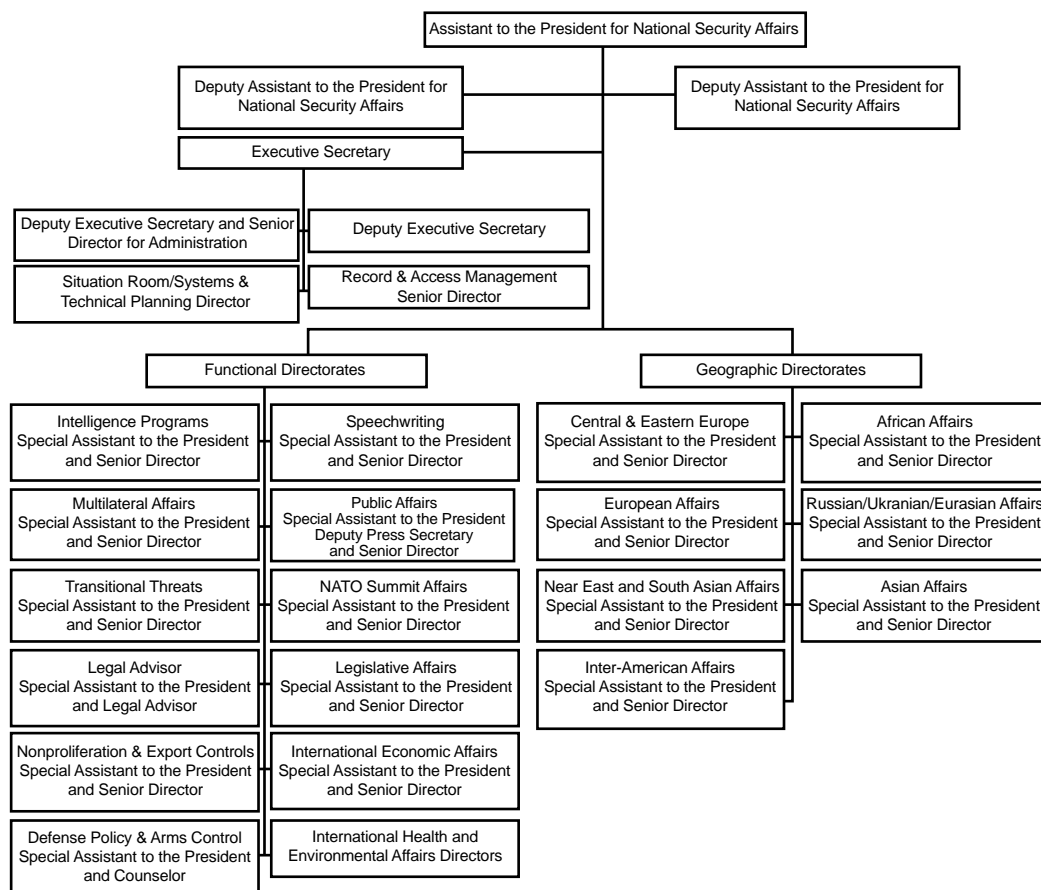 Assistant to the President for National Security Affairs
Deputy Assistant to the President for
National Security Affairs
Deputy Assistant to the President for
National Security Affairs
Executive Secretary
Deputy Executive Secretary and Senior
Director for Administration
Deputy Executive Secretary
Situation Room/Systems &
Technical Planning Director
Record & Access Management
Senior Director
Functional Directorates
Geographic Directorates
Intelligence Programs
Special Assistant to the President
and Senior Director
Speechwriting
Special Assistant to the President
and Senior Director
Central & Eastern Europe
Special Assistant to the President
and Senior Director
African Affairs
Special Assistant to the President
and Senior Director
Multilateral Affairs
Special Assistant to the President
and Senior Director
Public Affairs
Special Assistant to the President
Deputy Press Secretary
and Senior Director
European Affairs
Special Assistant to the President
and Senior Director
Russian/Ukranian/Eurasian Affairs
Special Assistant to the President
and Senior Director
Transitional Threats
Special Assistant to the President
and Senior Director
NATO Summit Affairs
Special Assistant to the President
and Senior Director
Near East and South Asian Affairs
Special Assistant to the President
and Senior Director
Asian Affairs
Special Assistant to the President
and Senior Director
Legal Advisor
Special Assistant to the President
and Legal Advisor
Legislative Affairs
Special Assistant to the President
and Senior Director
Inter-American Affairs
Special Assistant to the President
and Senior Director
Nonproliferation & Export Controls
Special Assistant to the President
and Senior Director
International Economic Affairs
Special Assistant to the President
and Senior Director
Defense Policy & Arms Control
Special Assistant to the President
and Counselor
International Health and
Environmental Affairs Directors